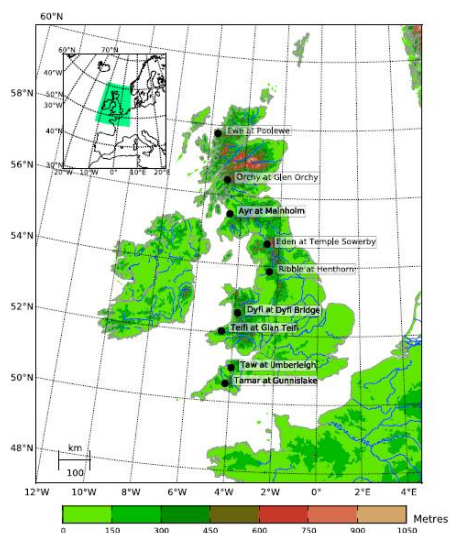 60°N
60°N
70°N
40°W
60°E
58°N
50°N
40°E
30°W
40°N
30°N
30°E
20°W
0°E
20°E
Ewe at Poolewe
56°N
Orchy at Glen Orchy
Ayr at Mainholm
54°N
Eden at Temple Sowerby
Ribble at Henthorn
52°N
Dyfi at Dyfi Bridge
Teifi at Glan Teifi
50°N
Taw at Umberleigh
Tamar at Gunnislake
48°N
km
100
12°W
10°W
8°W
6°W
4°W
2°W
0°E
2°E
4°E
Metres
0
150
300
450
600
750
900
1050